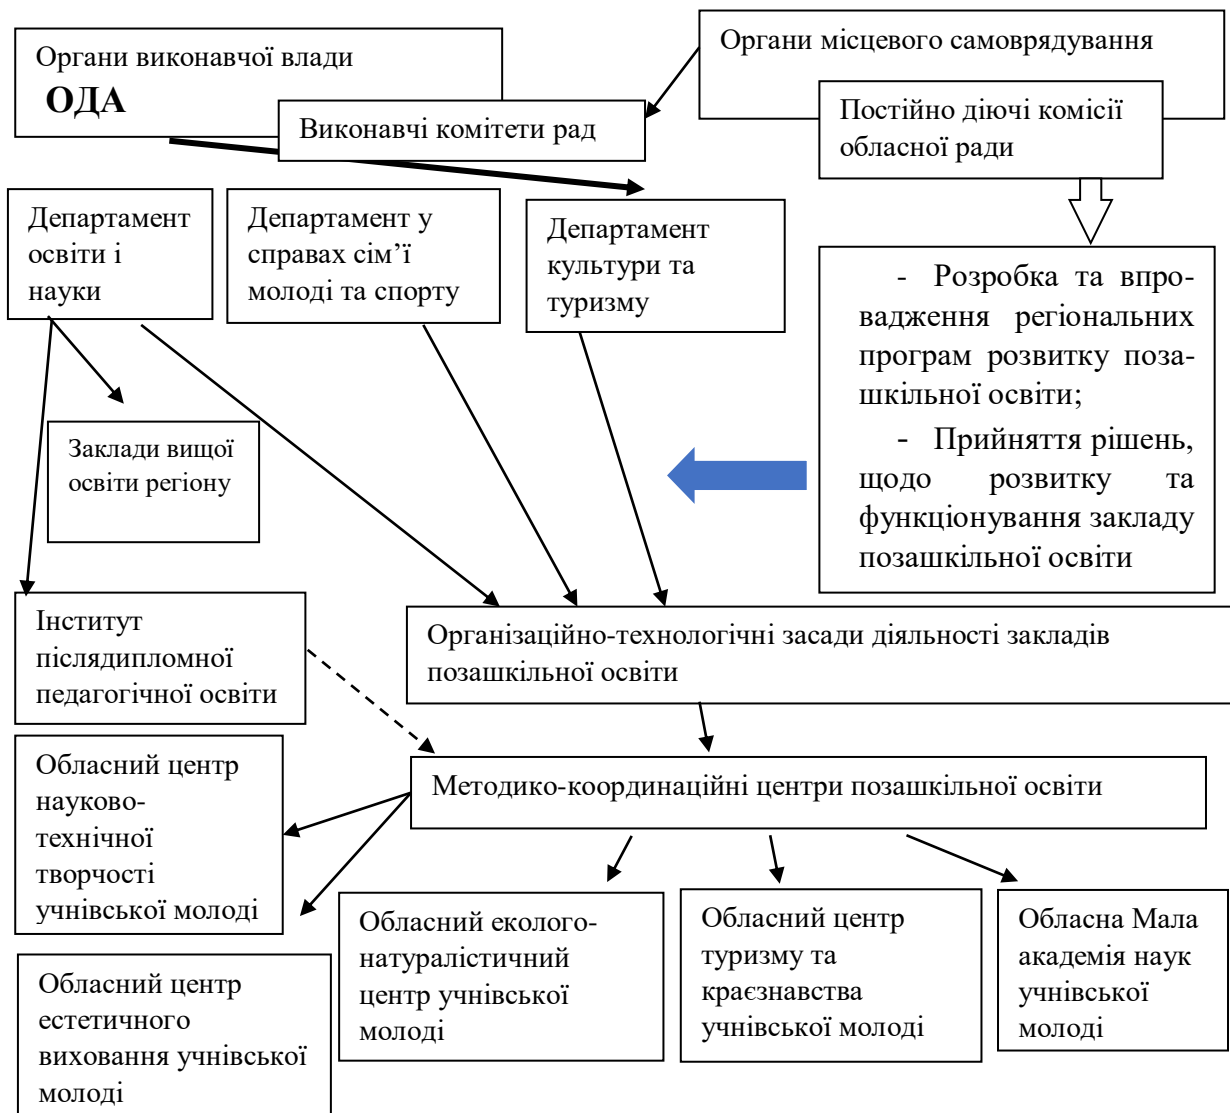 Органи виконавчої влади
ОДА
Органи місцевого самоврядування
Виконавчі комітети рад
Постійно діючі комісії
обласної ради
Департамент
освіти і
науки
Департамент у
справах сім’ї
молоді та спорту
Департамент
культури та
туризму
- Розробка та впро-
вадження регіональних
програм розвитку поза-
шкільної освіти;
- Прийняття рішень,
щодо розвитку та
функціонування закладу
позашкільної освіти
Заклади вищої
освіти регіону
Інститут
післядипломної
педагогічної освіти
Організаційно-технологічні засади діяльності закладів
позашкільної освіти
Обласний центр
науково-
технічної
творчості
учнівської молоді
Методико-координаційні центри позашкільної освіти
Обласний еколого-
натуралістичний
центр учнівської
молоді
Обласний центр
туризму та
краєзнавства
учнівської молоді
Обласна Мала
академія наук
учнівської
молоді
Обласний центр
естетичного
виховання учнівської
молоді